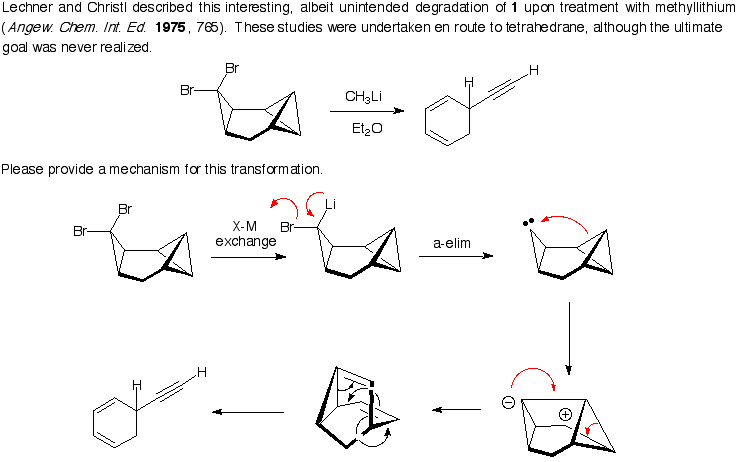 Lechner and Christl described this interesting, albeit unintended degradation of 1 upon treatment with methyllithium
(Angew. Chem. Int. Ed. 1975, 765). These studies were undertaken en route to tetrahedrane, although the ultimate
goal was never realized.
Br
Br
CH3Li
Et2O
H
H
Please provide a mechanism for this transformation.
Br
Br
X-M
exchange
Li
Br
a-elim
H
H
⊖
⊕